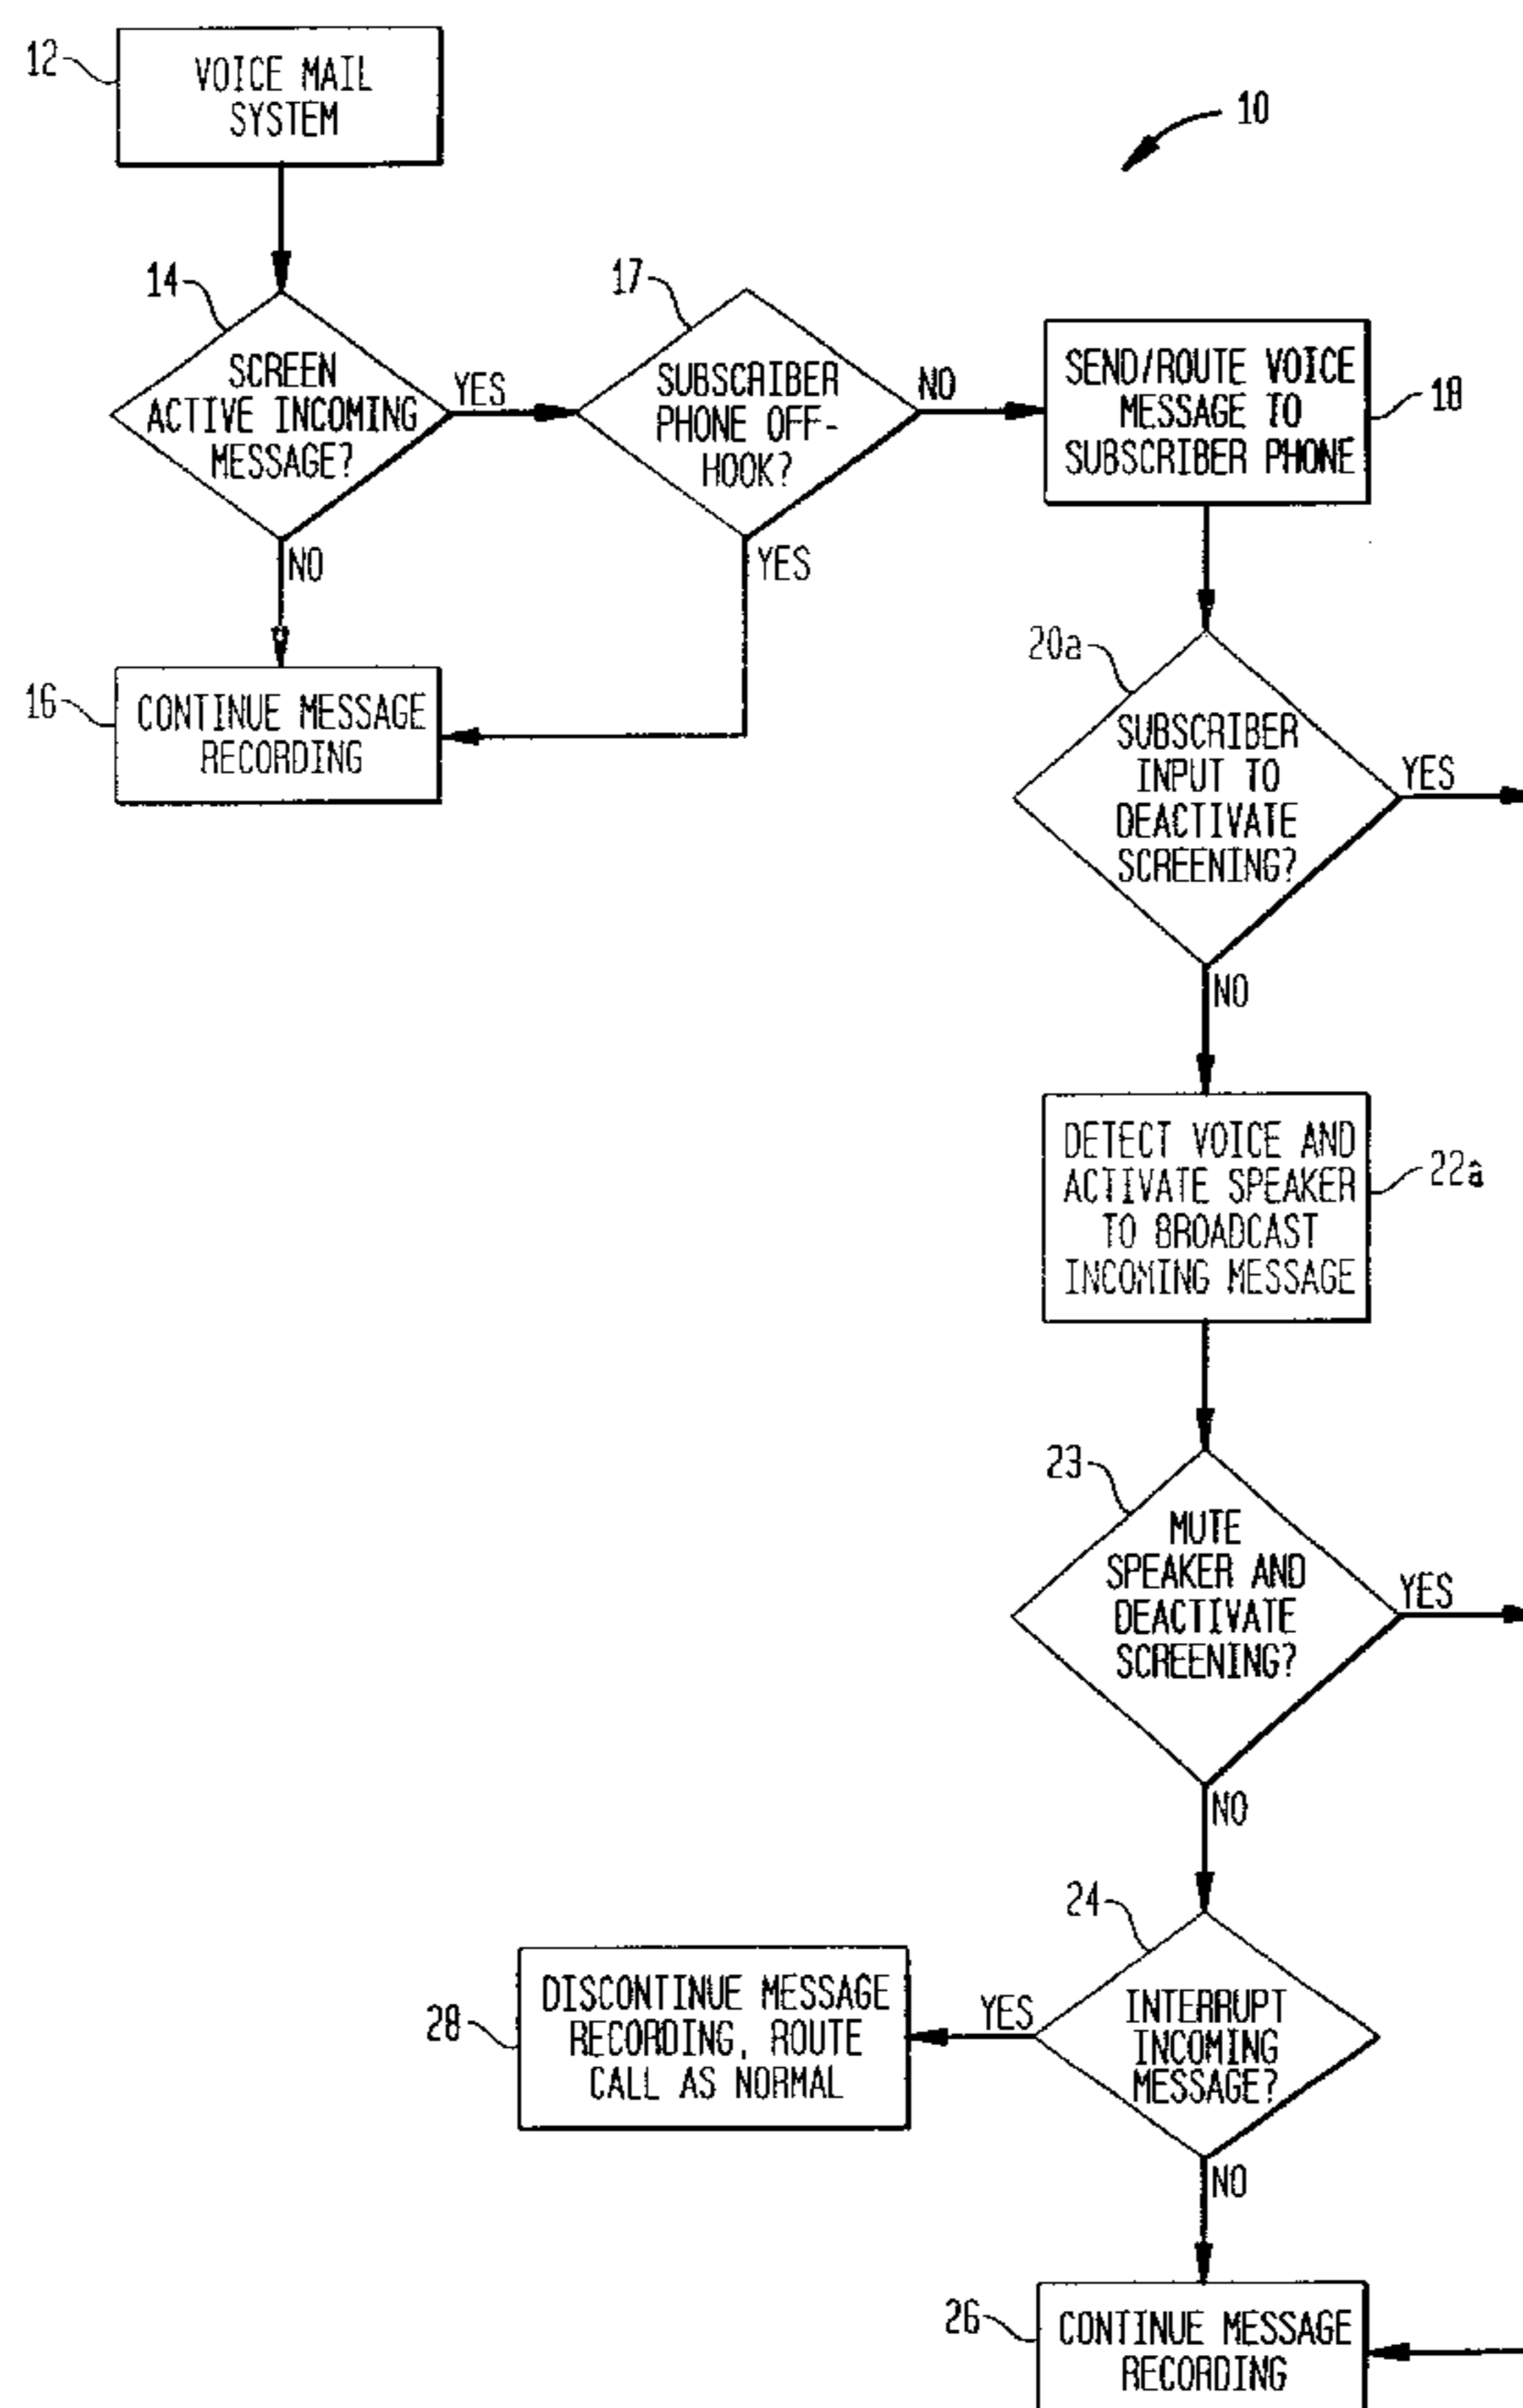 12
VOICE MAIL
SYSTEM
10
14
SCREEN
ACTIVE INCOMING
MESSAGE?
YES
NO
17
SUBSCRIBER
PHONE OFF-
HOOK?
NO
YES
SEND/ROUTE VOICE
MESSAGE TO
SUBSCRIBER PHONE
18
16
CONTINUE MESSAGE
RECORDING
20a
SUBSCRIBER
INPUT TO
DEACTIVATE
SCREENING?
YES
NO
DETECT VOICE AND
ACTIVATE SPEAKER
TO BROADCAST
INCOMING MESSAGE
22a
23
MUTE
SPEAKER AND
DEACTIVATE
SCREENING?
YES
NO
24
INTERRUPT
INCOMING
MESSAGE?
YES
NO
28
DISCONTINUE MESSAGE
RECORDING, ROUTE
CALL AS NORMAL
26
CONTINUE MESSAGE
RECORDING